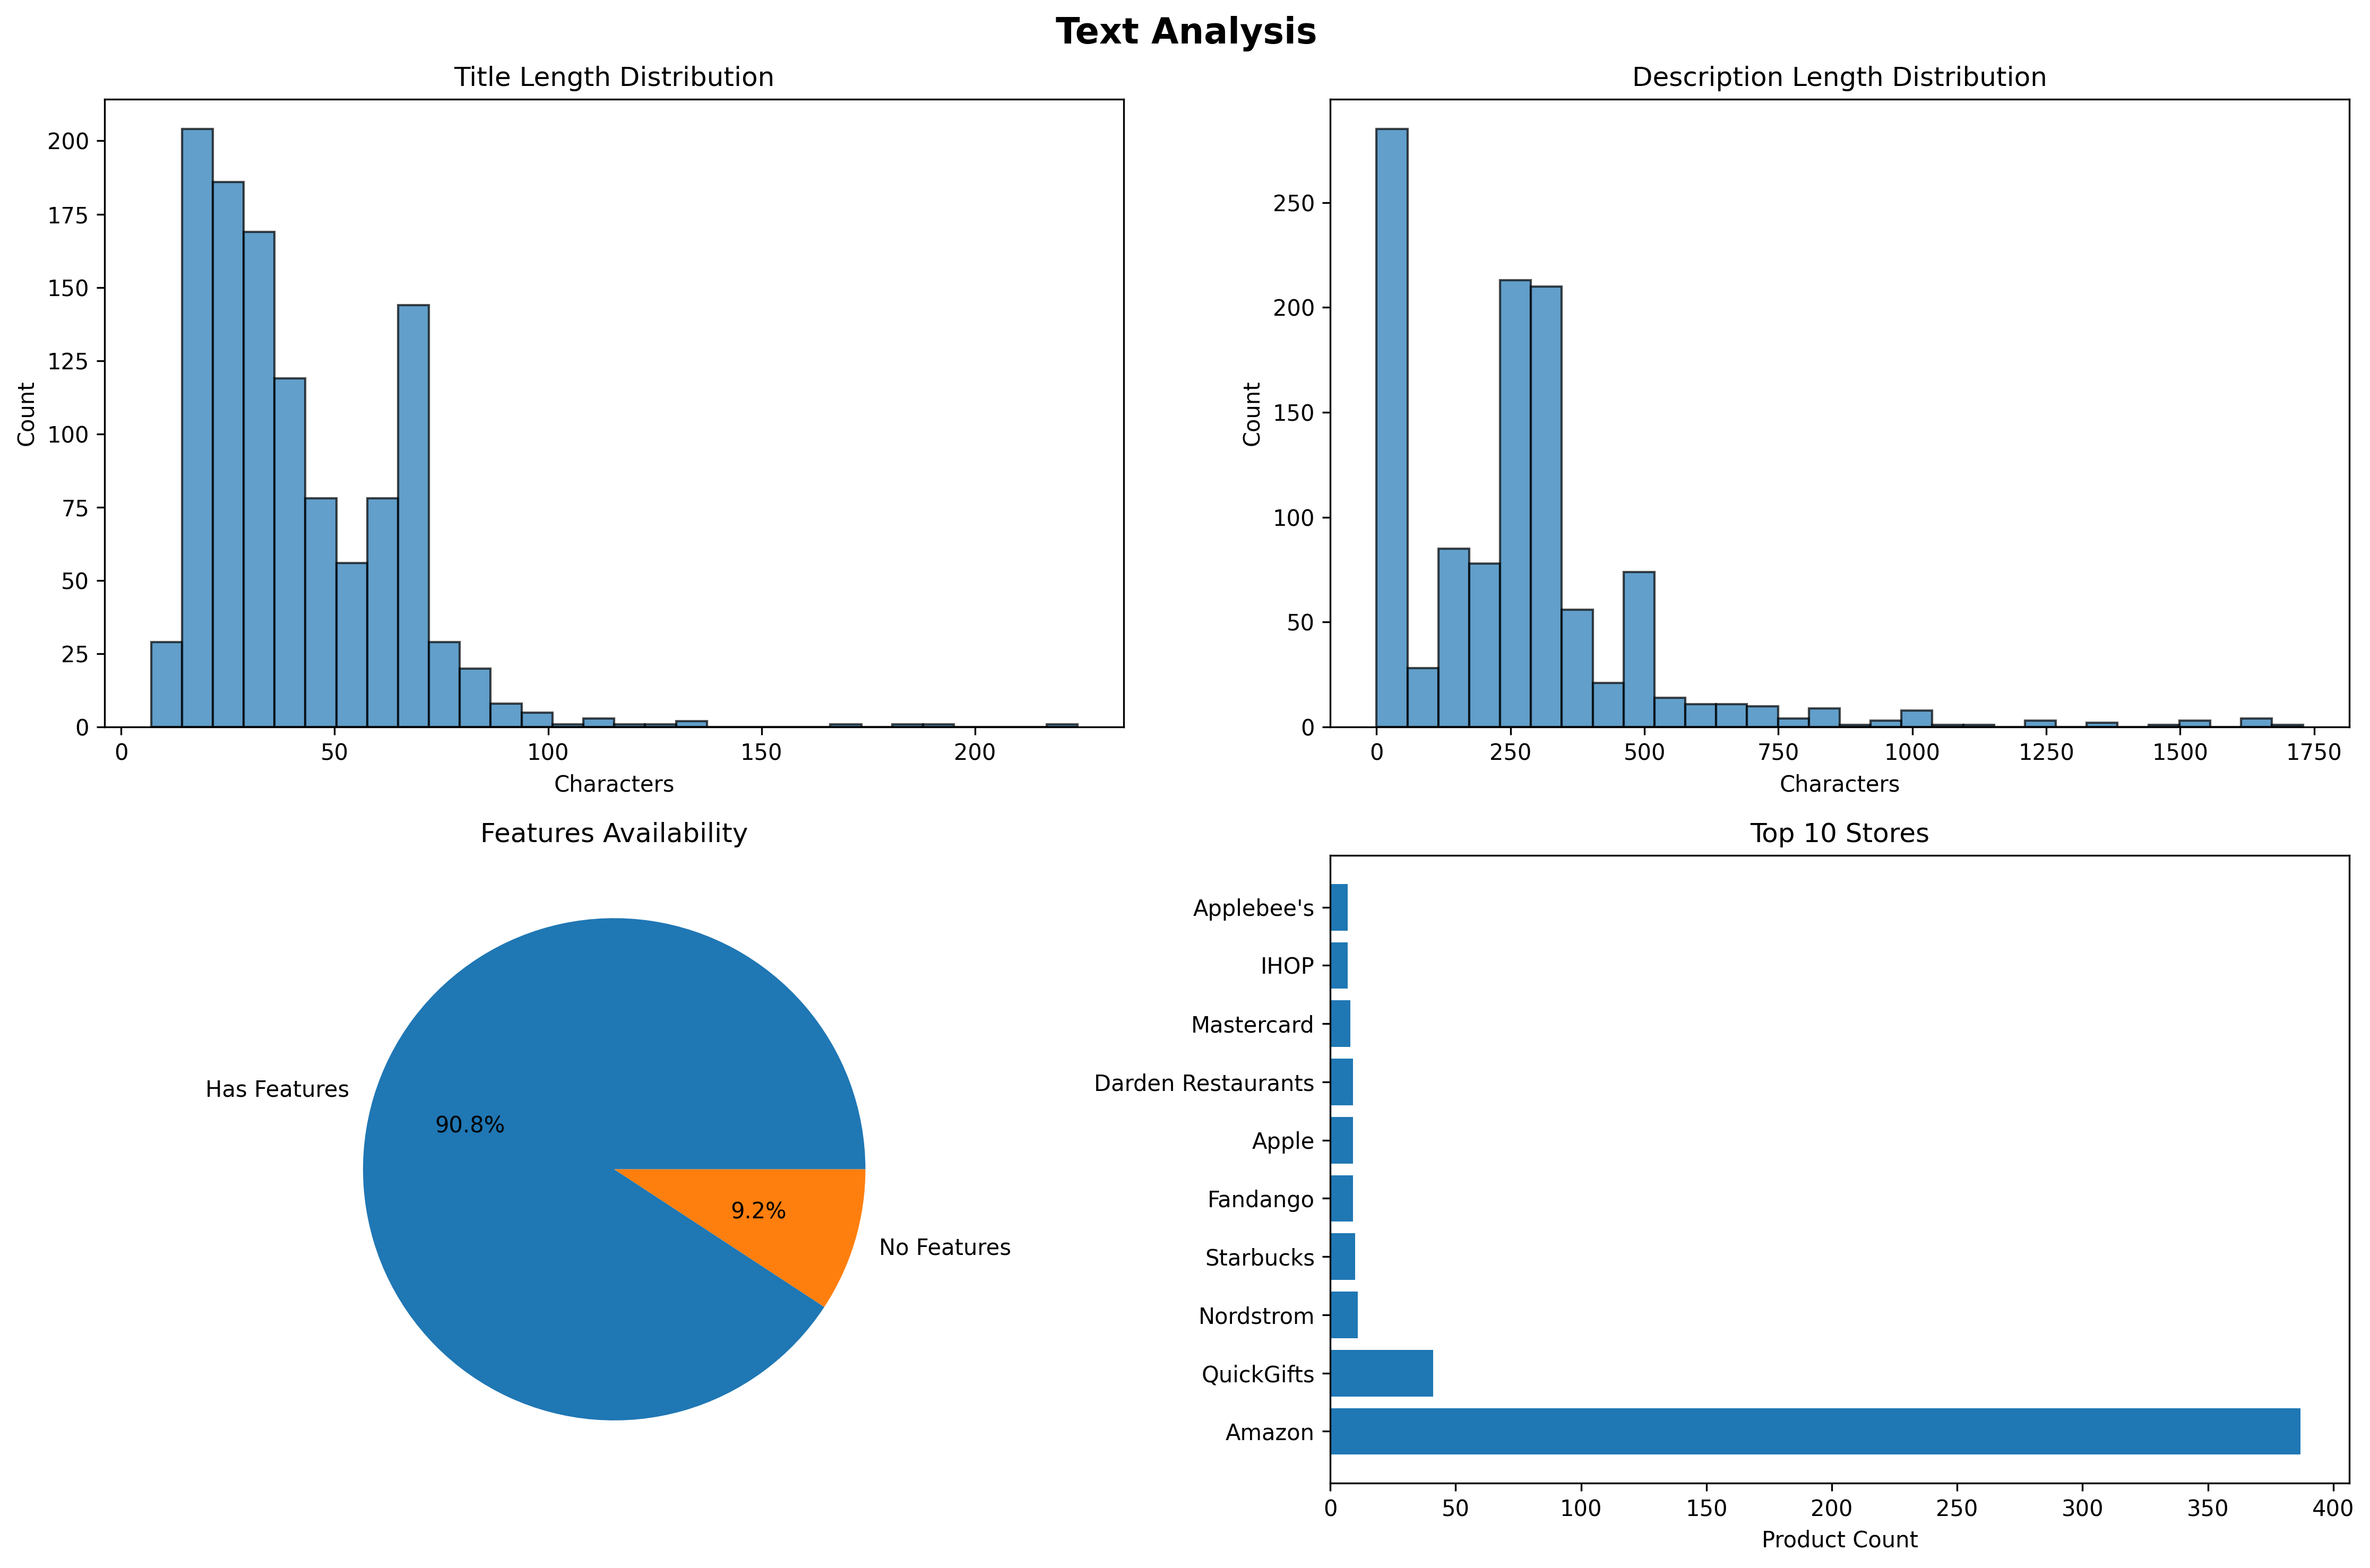 Text Analysis
Title Length Distribution
200
175
150
125
100
75
50
25
0
Count
0 50 100 150 200
Characters
Description Length Distribution
250
200
150
100
50
0
Count
0 250 500 750 1000 1250 1500 1750
Characters
Features Availability
Has Features
90.8%
9.2%
No Features
Top 10 Stores
Applebee's
IHOP
Mastercard
Darden Restaurants
Apple
Fandango
Starbucks
Nordstrom
QuickGifts
Amazon
0 50 100 150 200 250 300 350 400
Product Count